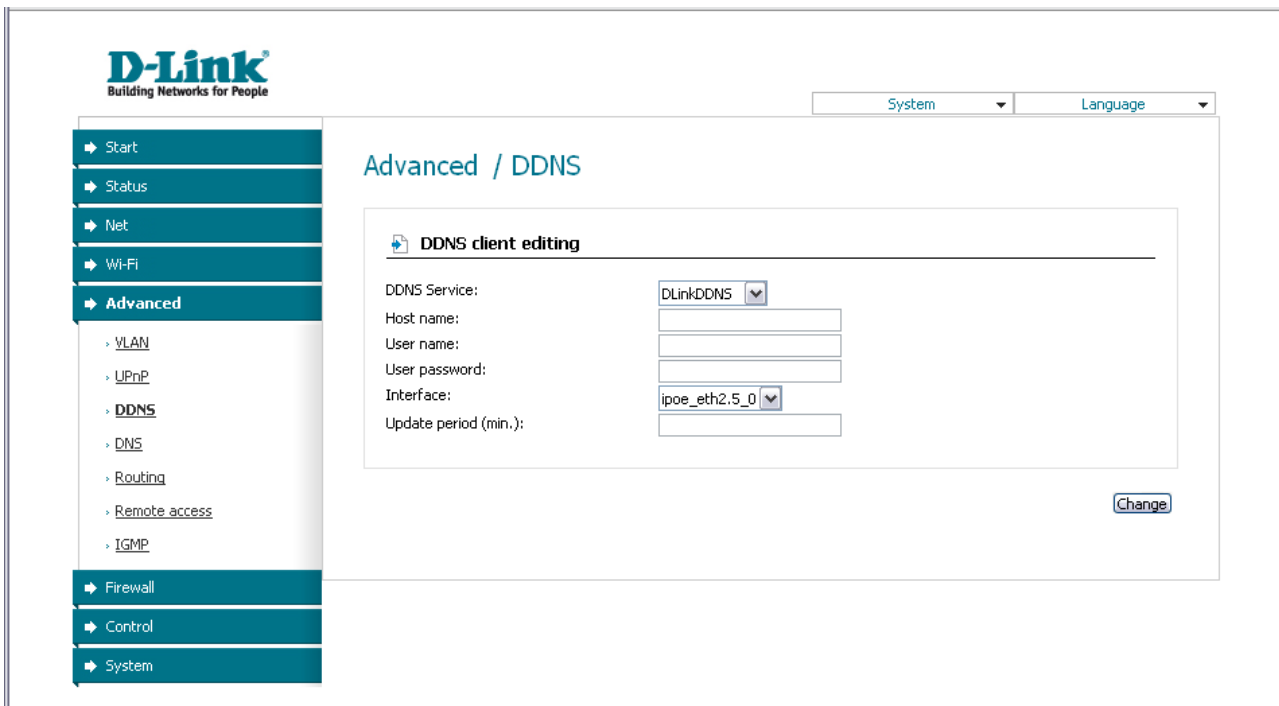 D-Link
Building Networks for People
System
Language
Start
Status
Net
Wi-Fi
Advanced
VLAN
UPnP
DDNS
DNS
Routing
Remote access
IGMP
Firewall
Control
System
Advanced / DDNS
DDNS client editing
DDNS Service: DLinkDDNS
Host name:
User name:
User password:
Interface: ipoe_eth2.5_0
Update period (min.):
Change